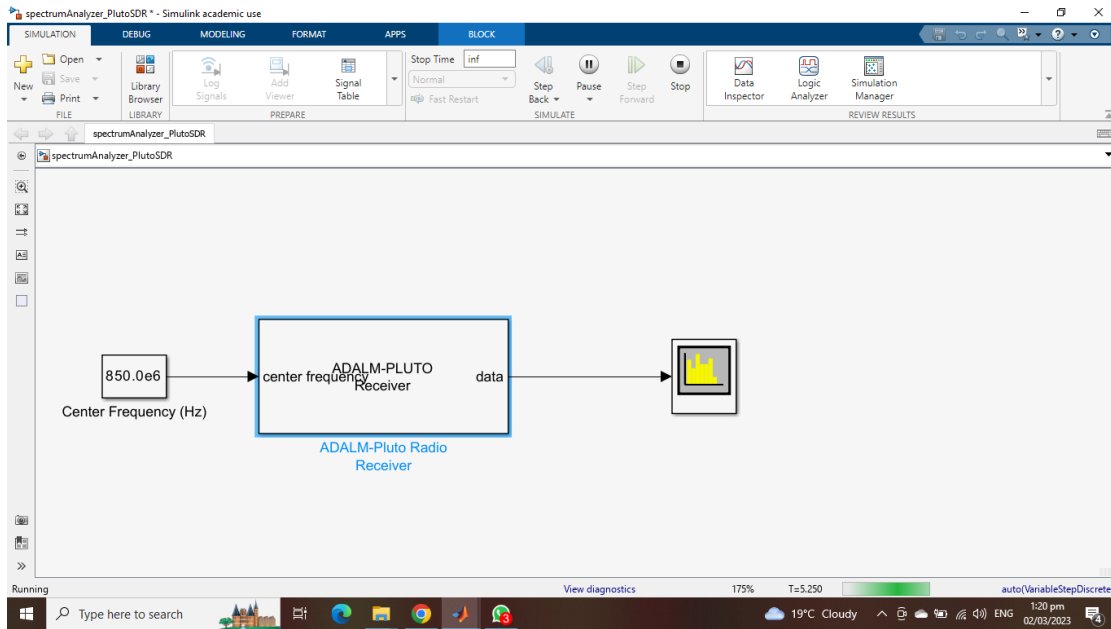 spectrumAnalyzer_PlutoSDR * - Simulink academic use
SIMULATION DEBUG MODELING FORMAT APPS BLOCK
New
Open
Save
Print
FILE
Library
Browser
LIBRARY
Log
Signals
Add
Viewer
Signal
Table
PREPARE
Stop Time inf
Normal
Fast Restart
Step
Back
Pause
Step
Forward
Stop
SIMULATE
Data
Inspector
Logic
Analyzer
Simulation
Manager
REVIEW RESULTS
spectrumAnalyzer_PlutoSDR
spectrumAnalyzer_PlutoSDR
850.0e6
Center Frequency (Hz)
center frequency
ADALM-PLUTO
Receiver
data
ADALM-Pluto Radio
Receiver
Running View diagnostics 175% T=5.250 auto(VariableStepDiscrete
Type here to search
3
19°C Cloudy
ENG
1:20 pm
02/03/2023
4